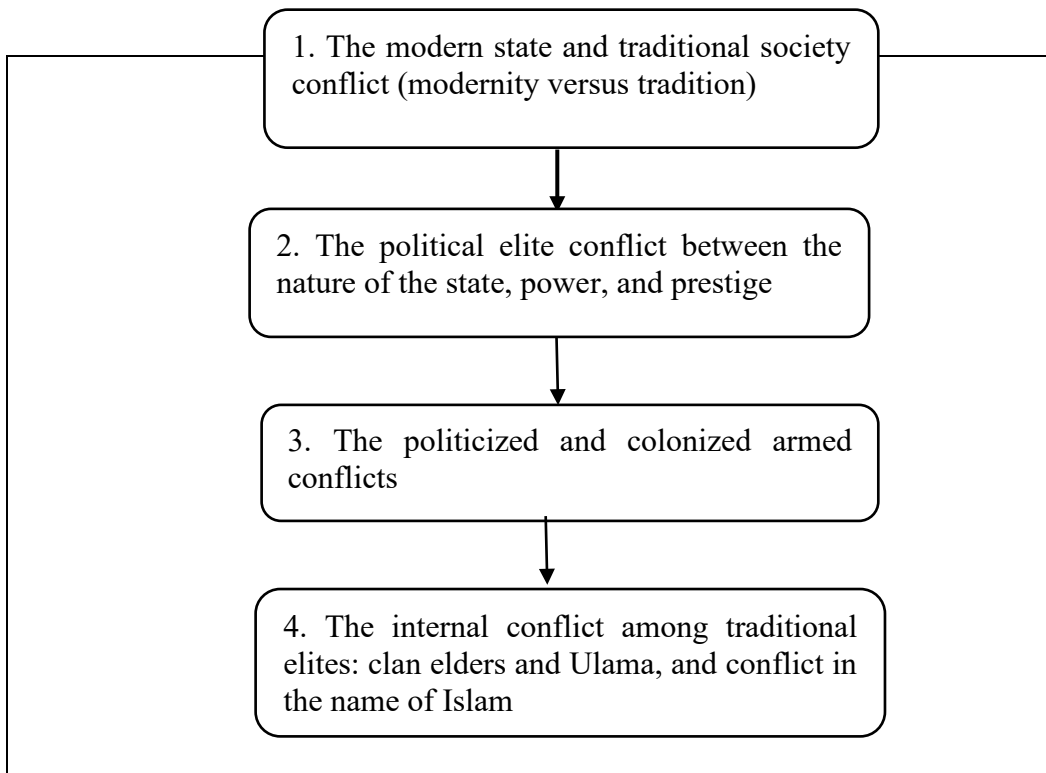 1. The modern state and traditional society
conflict (modernity versus tradition)
2. The political elite conflict between the
nature of the state, power, and prestige
3. The politicized and colonized armed
conflicts
4. The internal conflict among traditional
elites: clan elders and Ulama, and conflict in
the name of Islam